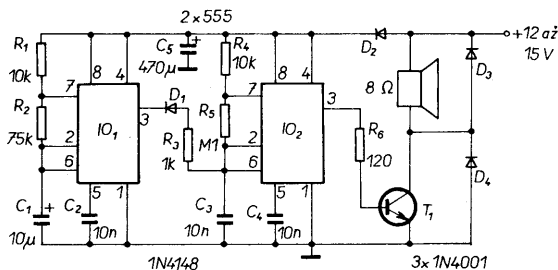 2×555
+12 až
15 V
R1
10k
C5
+
470µ
R4
10k
D2
D3
8 4
7
R2
75k
2
6
IO1
3
D1
R3
1k
R5
M1
8 4
7
2
6
IO2
3
R6
120
8 Ω
D4
T1
C1
+
10µ
C2
10n
5 1
C3
10n
C4
10n
5 1
1N4148
3×1N4001